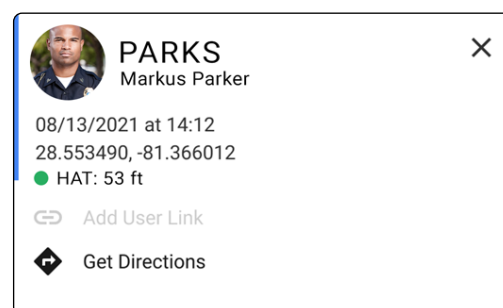 PARKS
Markus Parker
08/13/2021 at 14:12
28.553490, -81.366012
HAT: 53 ft
Add User Link
Get Directions